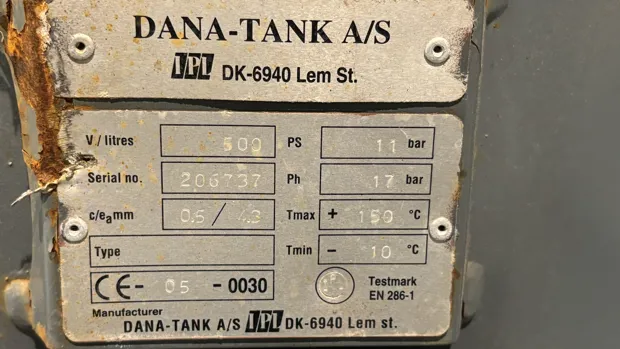 DANA-TANK A/S
IPL DK-6940 Lem St.
V/litres 500 PS 11 bar
Serial no. 206737 Ph 17 bar
c/eamm 0.5 / 4.3 Tmax + 150 °C
Type Tmin - 10 °C
CE- 05 -0030 Testmark
EN 286-1
Manufacturer
DANA-TANK A/S IPL DK-6940 Lem st.